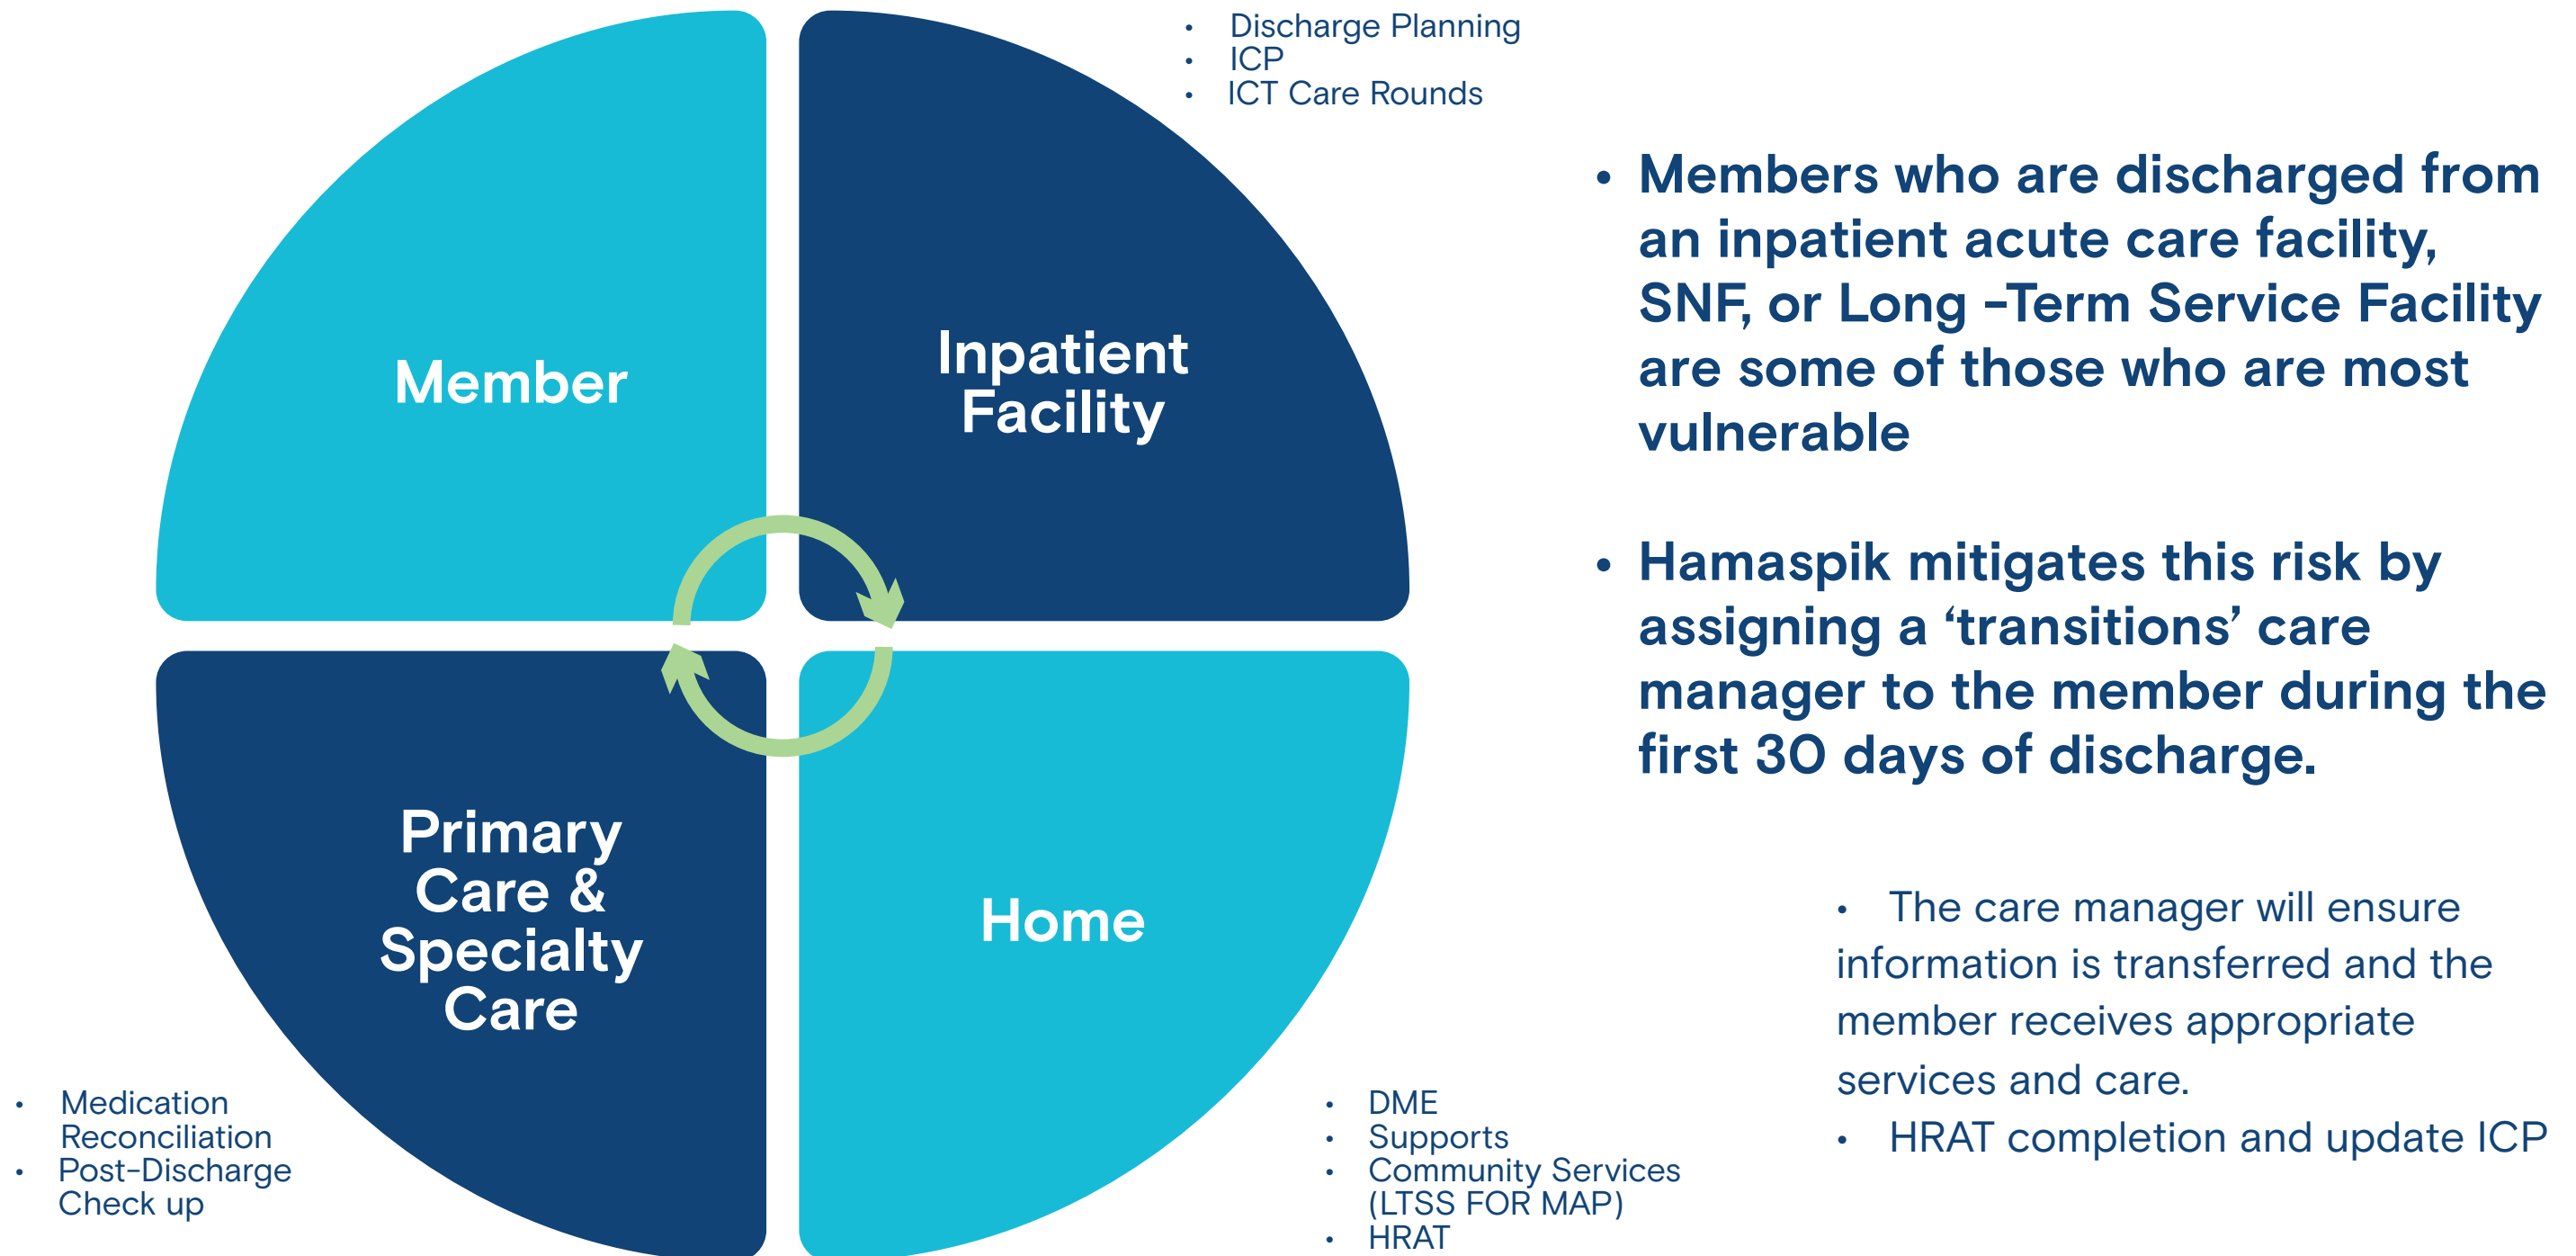 • Discharge Planning
• ICP
• ICT Care Rounds
Member
Inpatient
Facility
Primary
Care &
Specialty
Care
Home
• Medication
Reconciliation
• Post-Discharge
Check up
• DME
• Supports
• Community Services
(LTSS FOR MAP)
• HRAT
• Members who are discharged from
an inpatient acute care facility,
SNF, or Long -Term Service Facility
are some of those who are most
vulnerable
• Hamaspik mitigates this risk by
assigning a ‘transitions’ care
manager to the member during the
first 30 days of discharge.
• The care manager will ensure
information is transferred and the
member receives appropriate
services and care.
• HRAT completion and update ICP